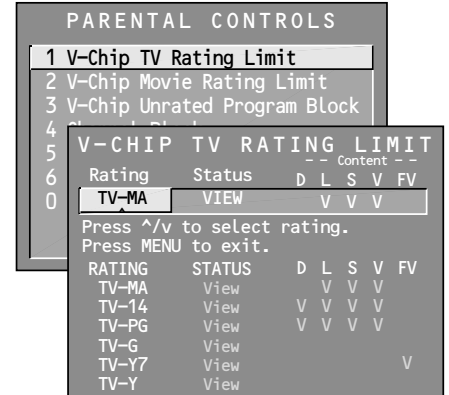 PARENTAL CONTROLS
1 V-Chip TV Rating Limit
2 V-Chip Movie Rating Limit
3 V-Chip Unrated Program Block
4
5
6
0
V-CHIP TV RATING LIMIT
-- Content --
Rating Status D L S V FV
TV-MA VIEW V V V
Press ^/v to select rating.
Press MENU to exit.
RATING STATUS D L S V FV
TV-MA View V V V
TV-14 View V V V V
TV-PG View V V V V
TV-G View
TV-Y7 View V
TV-Y View